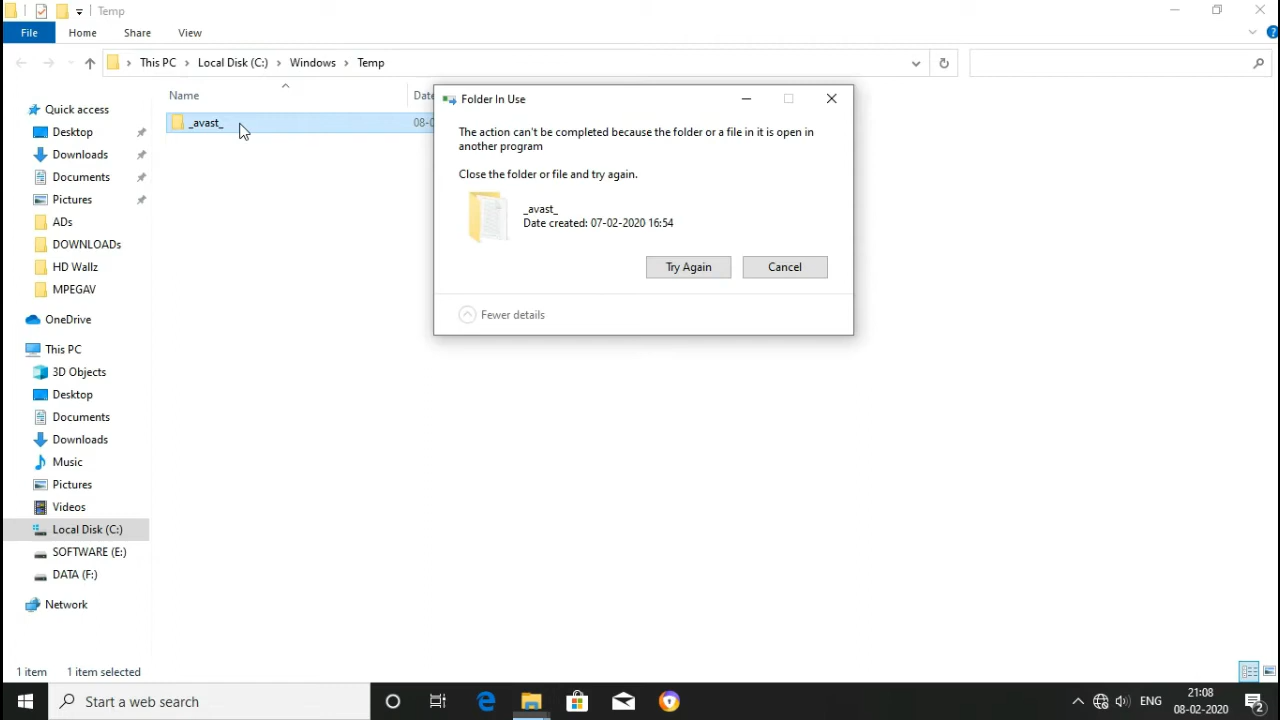 Temp
File
Home
Share
View
This PC
Local Disk (C:)
Windows
Temp
Name
Date
_avast_
08-0
Quick access
Desktop
Downloads
Documents
Pictures
ADs
DOWNLOADs
HD Wallz
MPEGAV
OneDrive
This PC
3D Objects
Desktop
Documents
Downloads
Music
Pictures
Videos
Local Disk (C:)
SOFTWARE (E:)
DATA (F:)
Network
Folder In Use
The action can't be completed because the folder or a file in it is open in
another program
Close the folder or file and try again.
_avast_
Date created: 07-02-2020 16:54
Try Again
Cancel
Fewer details
1 item
1 item selected
Start a web search
ENG
21:08
08-02-2020
2